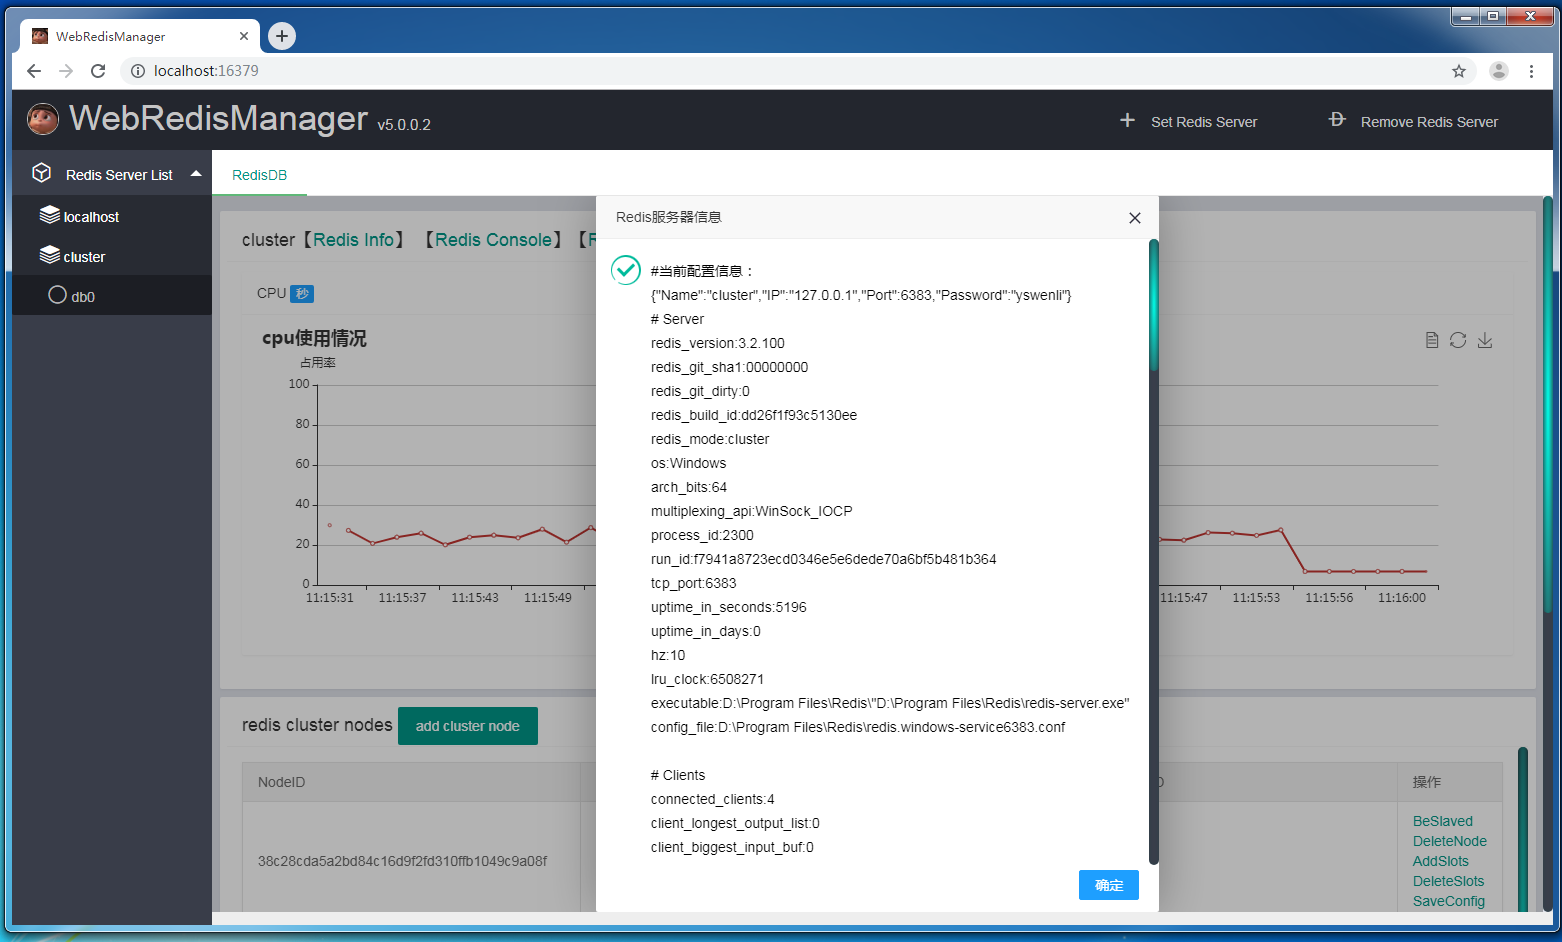 WebRedisManager
localhost:16379
WebRedisManager v5.0.0.2
Set Redis Server
Remove Redis Server
Redis Server List
localhost
cluster
db0
RedisDB
cluster【Redis Info】【Redis Console】【R
CPU 秒
cpu使用情况
占用率
100
80
60
40
20
0
11:15:31 11:15:37 11:15:43 11:15:49
11:15:47 11:15:53 11:15:56 11:16:00
redis cluster nodes add cluster node
NodeID
操作
38c28cda5a2bd84c16d9f2fd310ffb1049c9a08f
BeSlaved
DeleteNode
AddSlots
DeleteSlots
SaveConfig
Redis服务器信息
#当前配置信息：
{"Name":"cluster","IP":"127.0.0.1","Port":6383,"Password":"yswenli"}
# Server
redis_version:3.2.100
redis_git_sha1:00000000
redis_git_dirty:0
redis_build_id:dd26f1f93c5130ee
redis_mode:cluster
os:Windows
arch_bits:64
multiplexing_api:WinSock_IOCP
process_id:2300
run_id:f7941a8723ecd0346e5e6dede70a6bf5b481b364
tcp_port:6383
uptime_in_seconds:5196
uptime_in_days:0
hz:10
lru_clock:6508271
executable:D:\Program Files\Redis\"D:\Program Files\Redis\redis-server.exe"
config_file:D:\Program Files\Redis\redis.windows-service6383.conf
# Clients
connected_clients:4
client_longest_output_list:0
client_biggest_input_buf:0
确定